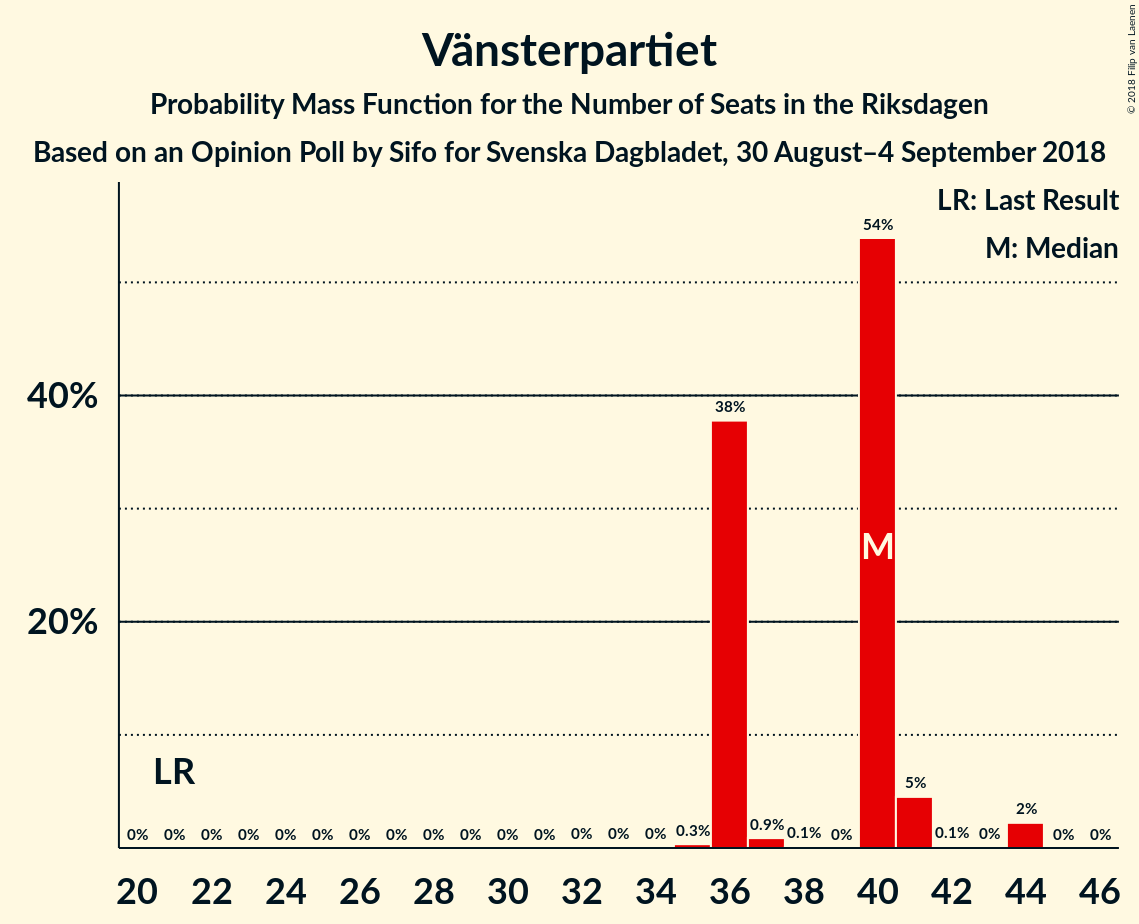 Vänsterpartiet
Probability Mass Function for the Number of Seats in the Riksdagen
Based on an Opinion Poll by Sifo for Svenska Dagbladet, 30 August–4 September 2018
© 2018 Filip van Laenen
LR: Last Result
M: Median
54%
40%
38%
M
20%
LR
5%
2%
0% 0% 0% 0% 0% 0% 0% 0% 0% 0% 0% 0% 0% 0% 0% 0.3% 0.9% 0.1% 0% 0.1% 0% 0% 0%
20 22 24 26 28 30 32 34 36 38 40 42 44 46